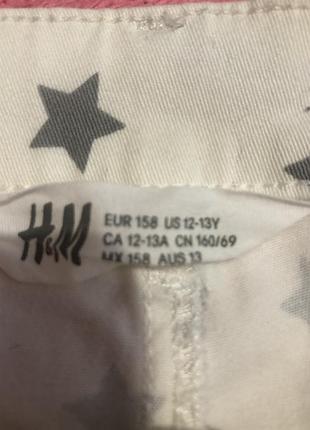 H&M
EUR 158 US 12-13Y
CA 12-13A CN 160/69
MX 158 AUS 13